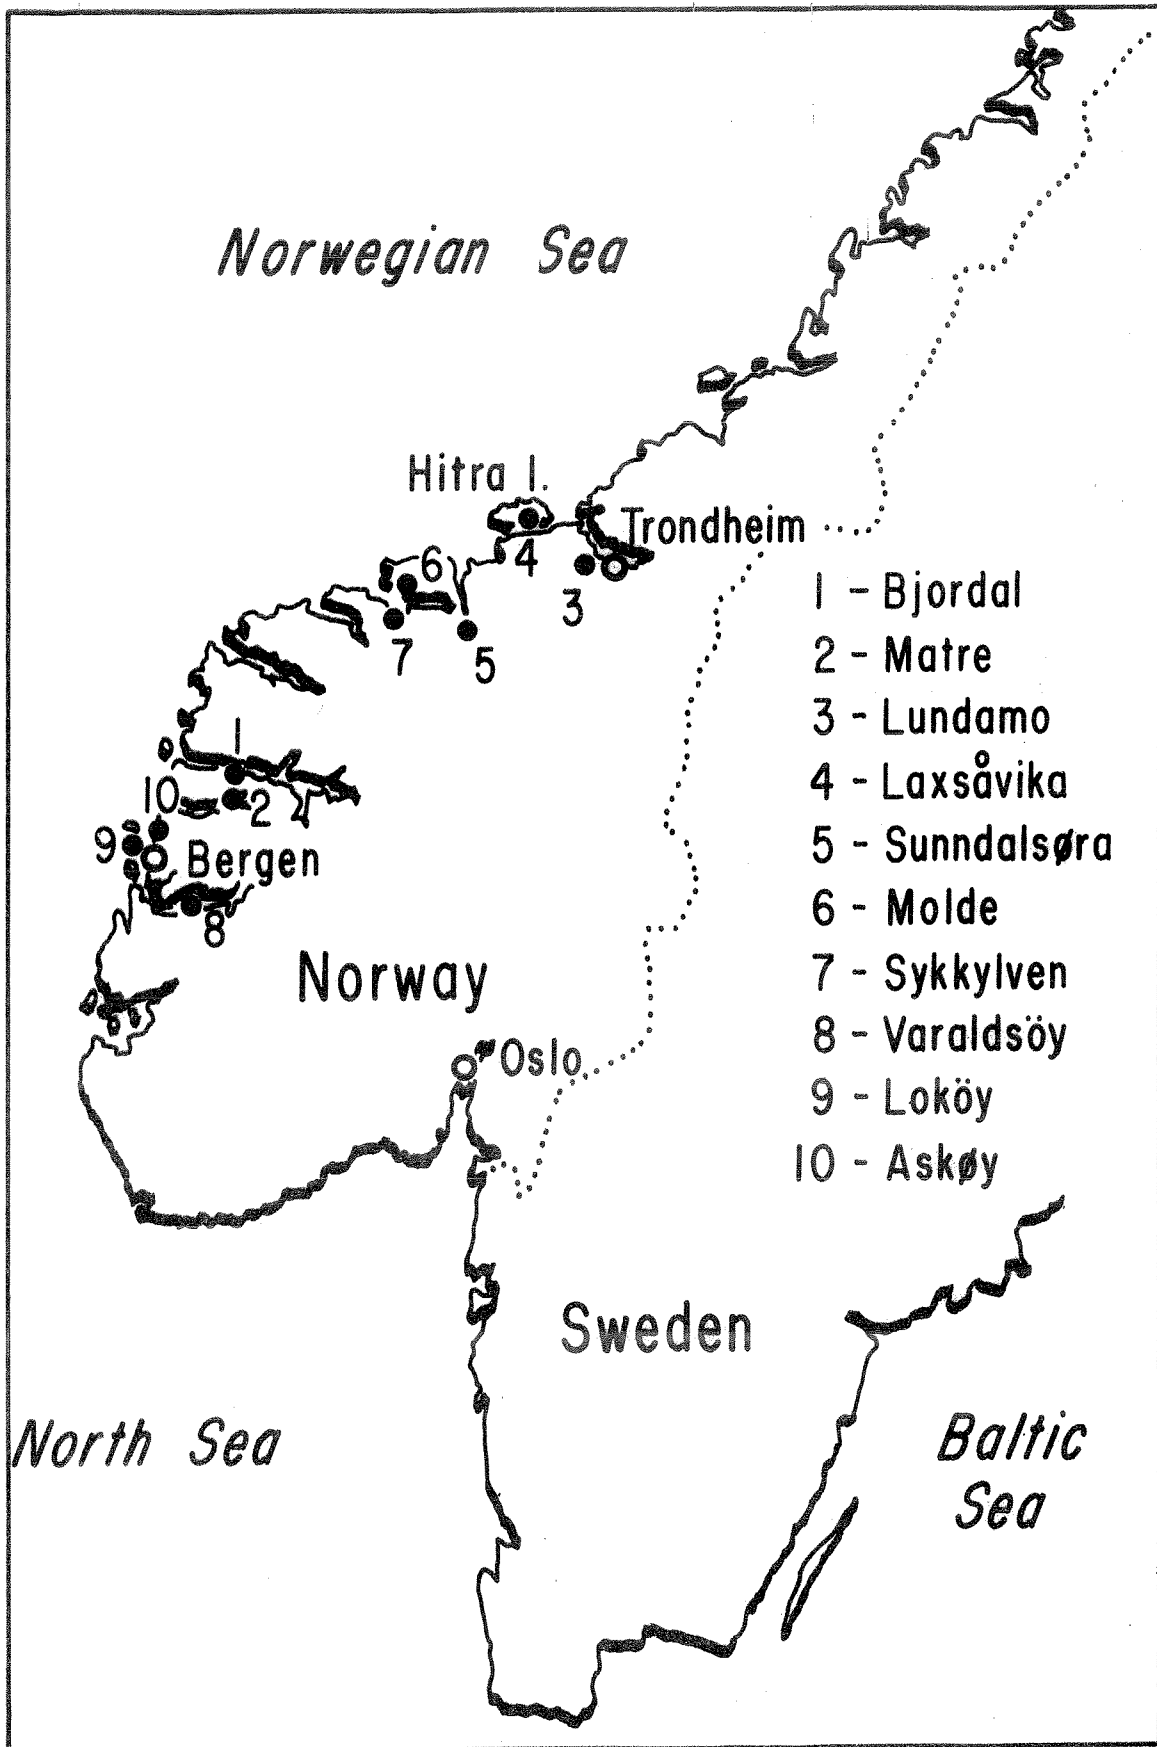 Norwegian Sea
Hitra I.
Trondheim
4
6
3
7
5
1
10
2
9
Bergen
8
Norway
Oslo
1 - Bjordal
2 - Matre
3 - Lundamo
4 - Laxsåvika
5 - Sunndalsøra
6 - Molde
7 - Sykkylven
8 - Varaldsöy
9 - Loköy
10 - Askøy
Sweden
North Sea
Baltic
Sea